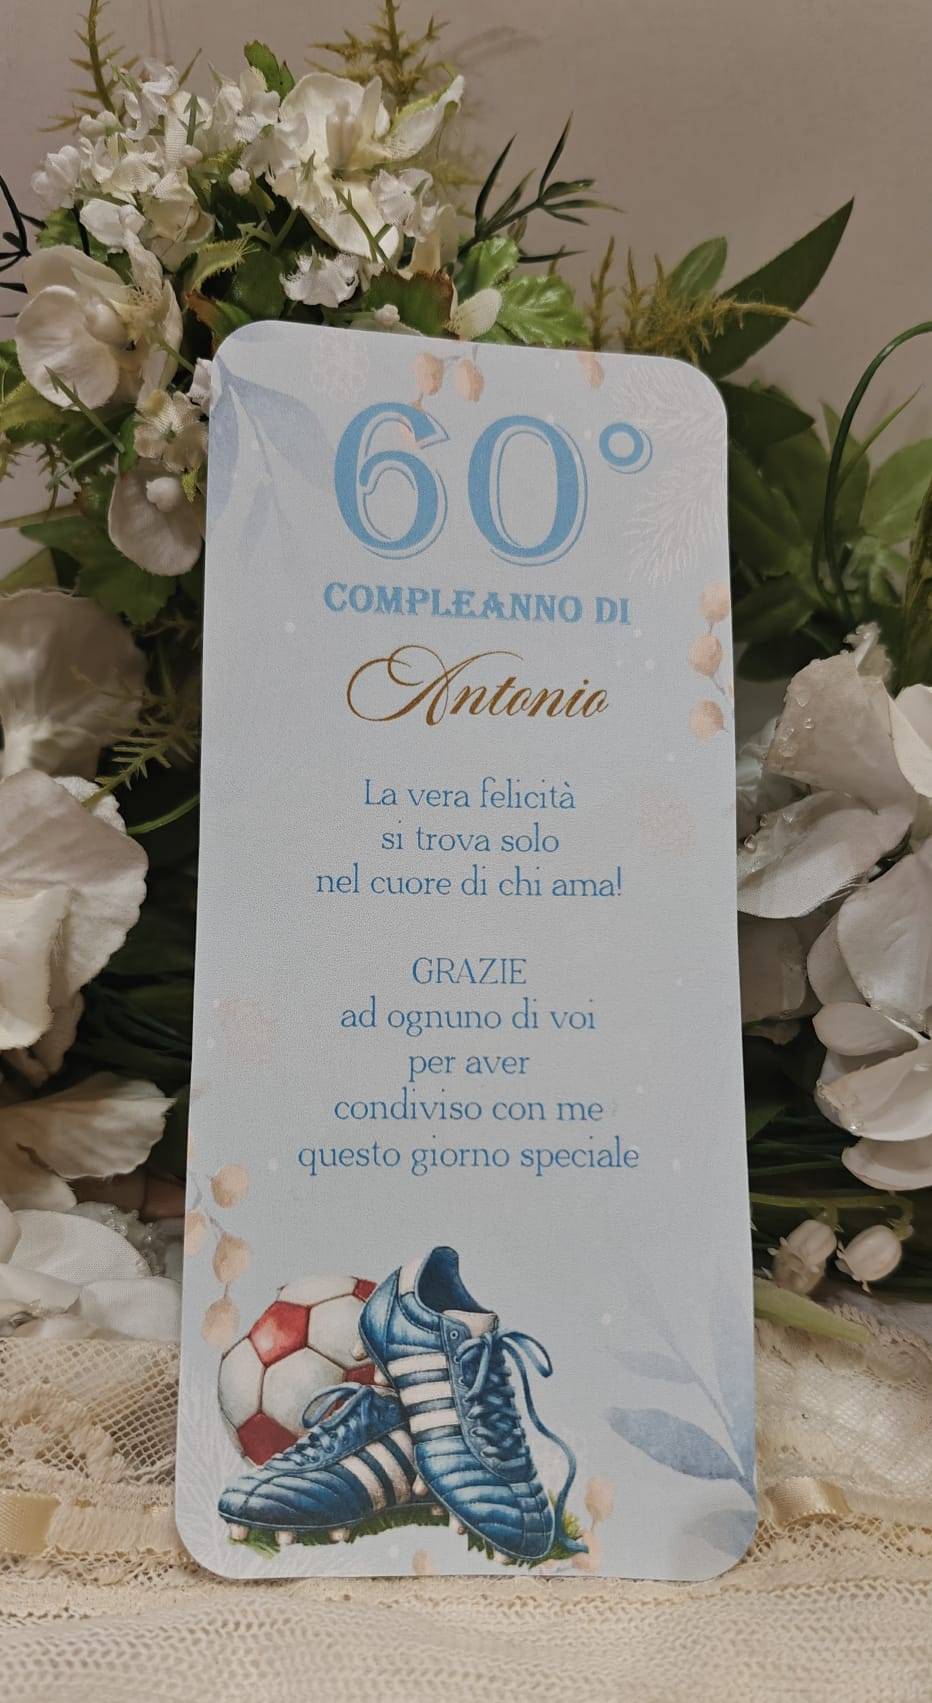 60°
COMPLEANNO DI
Antonio
La vera felicità
si trova solo
nel cuore di chi ama!
GRAZIE
ad ognuno di voi
per aver
condiviso con me
questo giorno speciale